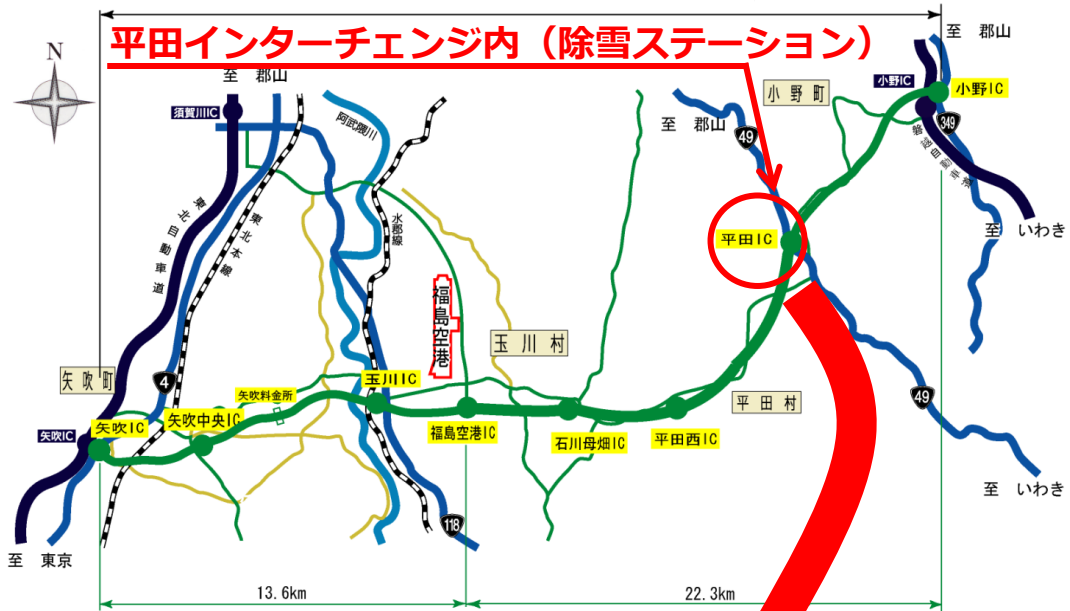 平田インターチェンジ内（除雪ステーション）
N
至 郡山
至 郡山
須賀川IC
阿武隈川
至 郡山
49
小野町
小野IC
小野IC
349
磐越自動車道
東北自動車道
東北本線
水郡線
平田IC
至 いわき
福島空港
玉川村
矢吹町
4
矢吹料金所
玉川IC
平田村
49
矢吹IC
矢吹IC
矢吹中央IC
福島空港IC
石川母畑IC
平田西IC
至 いわき
118
至 東京
13.6km
22.3km